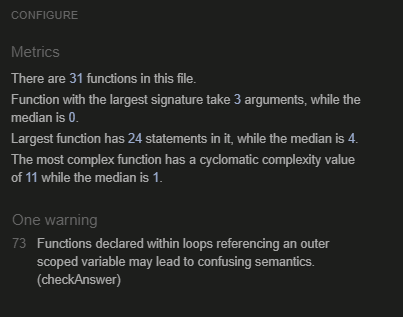 CONFIGURE
Metrics
There are 31 functions in this file.
Function with the largest signature take 3 arguments, while the
median is 0.
Largest function has 24 statements in it, while the median is 4.
The most complex function has a cyclomatic complexity value
of 11 while the median is 1.
One warning
73 Functions declared within loops referencing an outer
scoped variable may lead to confusing semantics.
(checkAnswer)